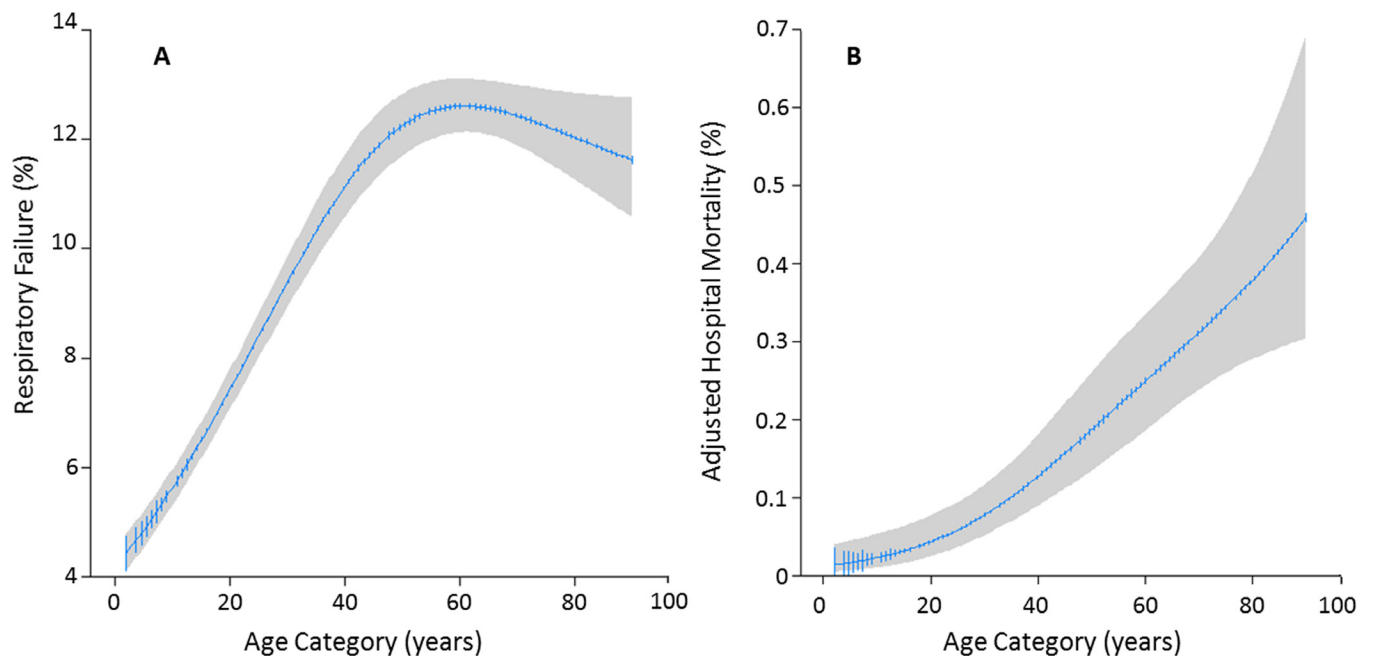 A
Respiratory Failure (%)
14
12
10
8
6
4
0 20 40 60 80 100
Age Category (years)
B
Adjusted Hospital Mortality (%)
0.7
0.6
0.5
0.4
0.3
0.2
0.1
0
0 20 40 60 80 100
Age Category (years)